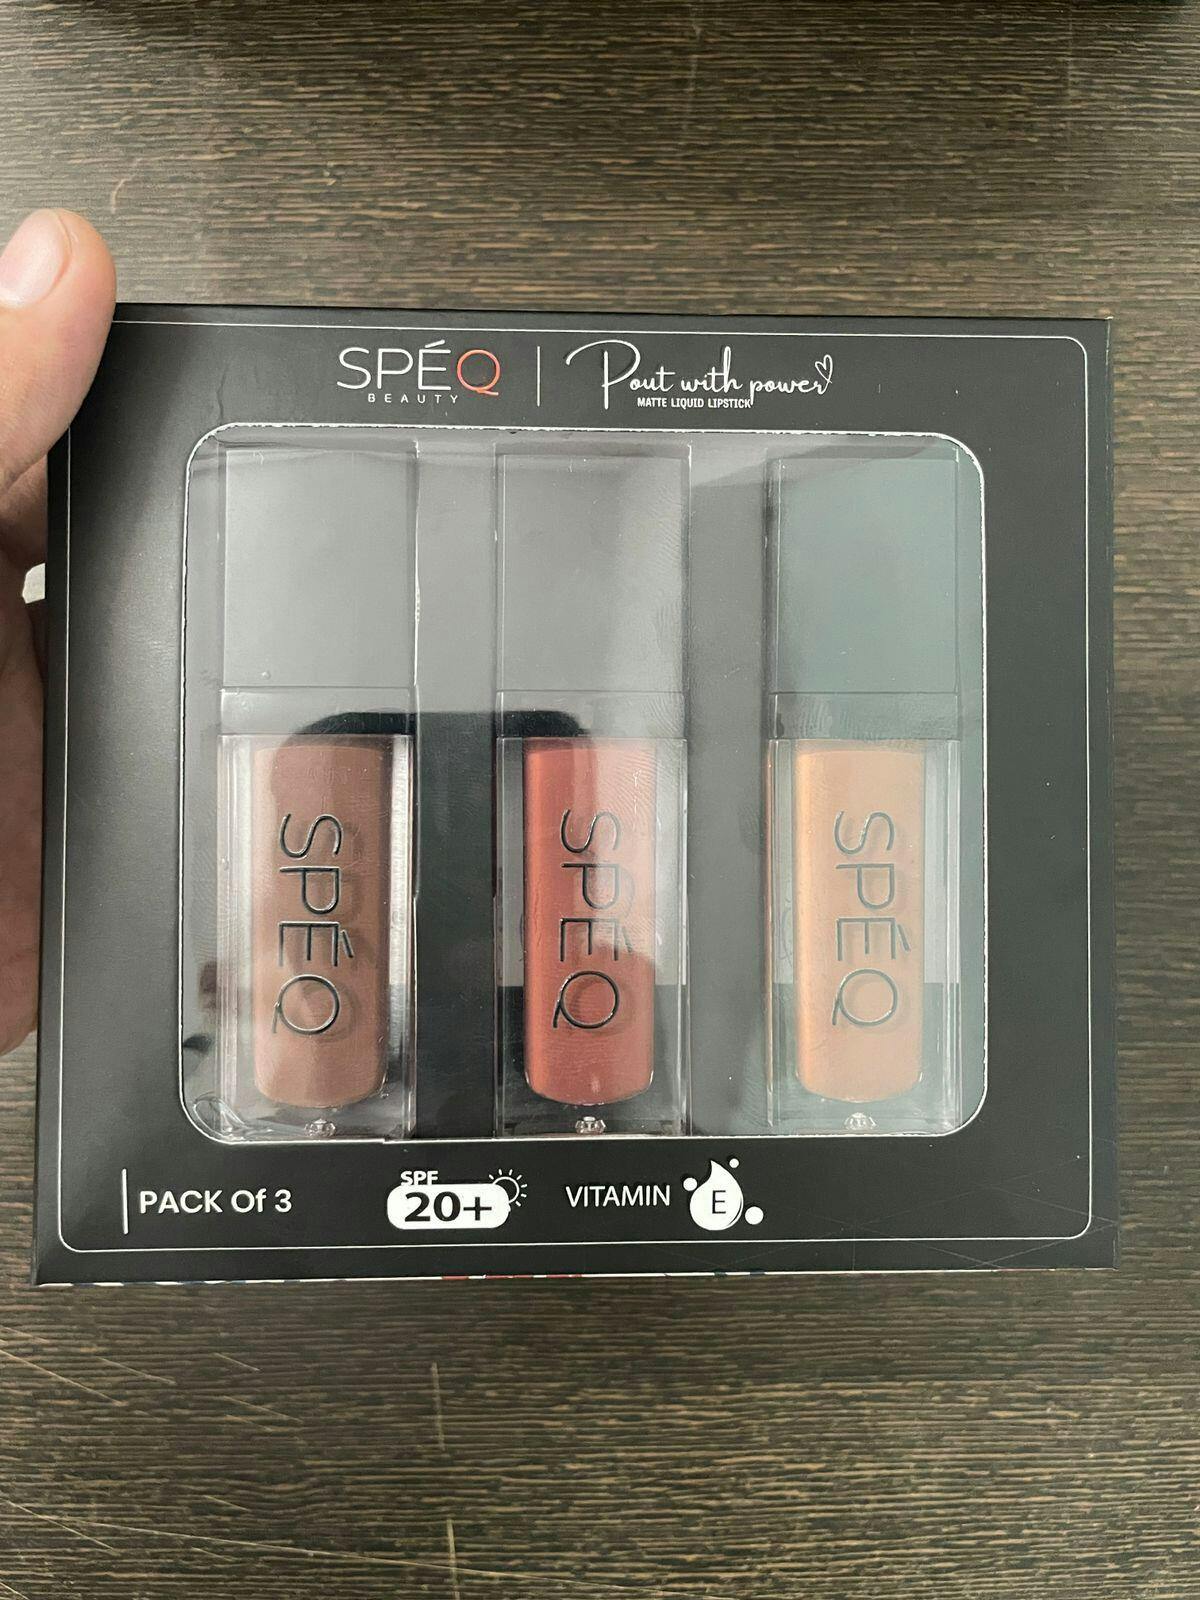 SPÉQ
BEAUTY
Pout with power
MATTE LIQUID LIPSTICK
SPÉQ
SPÉQ
SPÉQ
PACK Of 3
SPF
20+
VITAMIN E